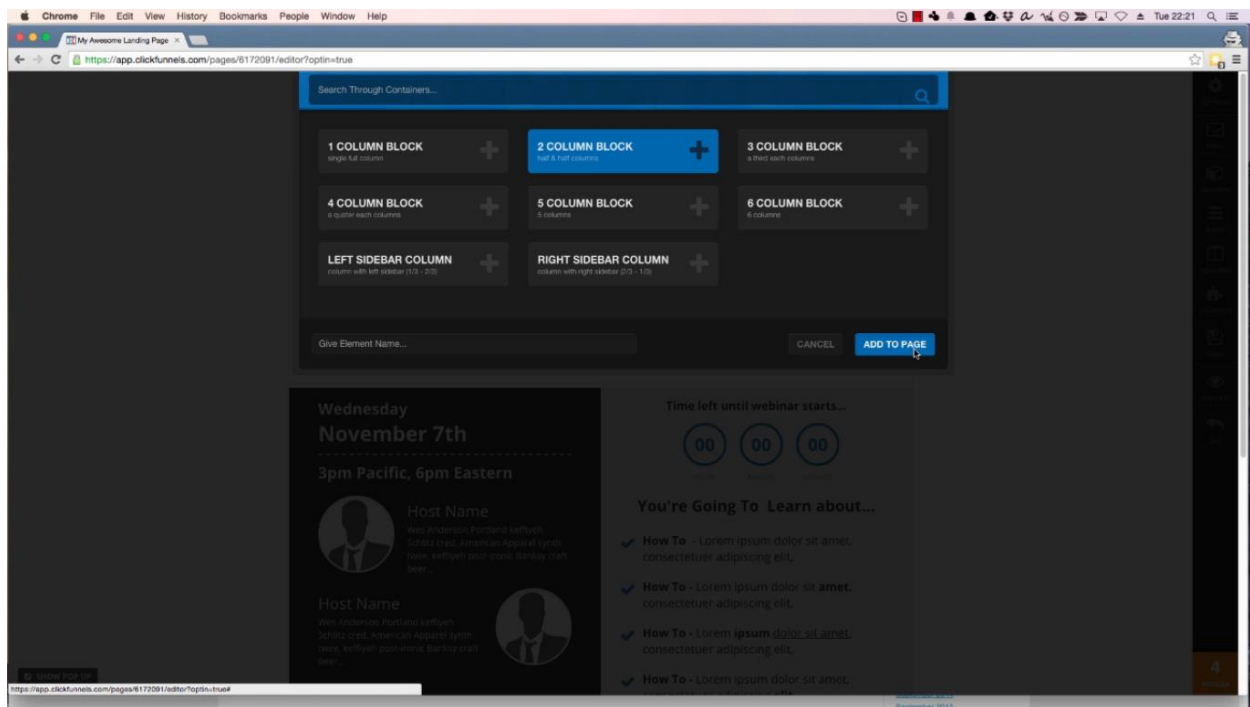 Chrome File Edit View History Bookmarks People Window Help
Tue 22:21
My Awesome Landing Page
https://app.clickfunnels.com/pages/6172091/editor?optin=true
Search Through Containers...
1 COLUMN BLOCK
single full column
2 COLUMN BLOCK
half & half columns
3 COLUMN BLOCK
a third each columns
4 COLUMN BLOCK
a quater each columns
5 COLUMN BLOCK
5 columns
6 COLUMN BLOCK
6 columns
LEFT SIDEBAR COLUMN
column with left sidebar (1/3 - 2/3)
RIGHT SIDEBAR COLUMN
column with right sidebar (2/3 - 1/3)
Give Element Name...
CANCEL
ADD TO PAGE
Wednesday
November 7th
3pm Pacific, 6pm Eastern
Host Name
Wes Anderson Portland keffiyeh
Schlitz cred, American Apparel synth
twee, keffiyeh post-ironic Banksy craft
beer...
Host Name
Wes Anderson Portland keffiyeh
Schlitz cred, American Apparel synth
twee, keffiyeh post-ironic Banksy craft
beer...
Time left until webinar starts...
00 00 00
You're Going To Learn about...
How To - Lorem ipsum dolor sit amet,
consectetuer adipiscing elit,
How To - Lorem ipsum dolor sit amet,
consectetuer adipiscing elit,
How To - Lorem ipsum dolor sit amet,
consectetuer adipiscing elit,
How To - Lorem ipsum dolor sit amet,
SHOW POP UP
4
https://app.clickfunnels.com/pages/6172091/editor?optin=true#